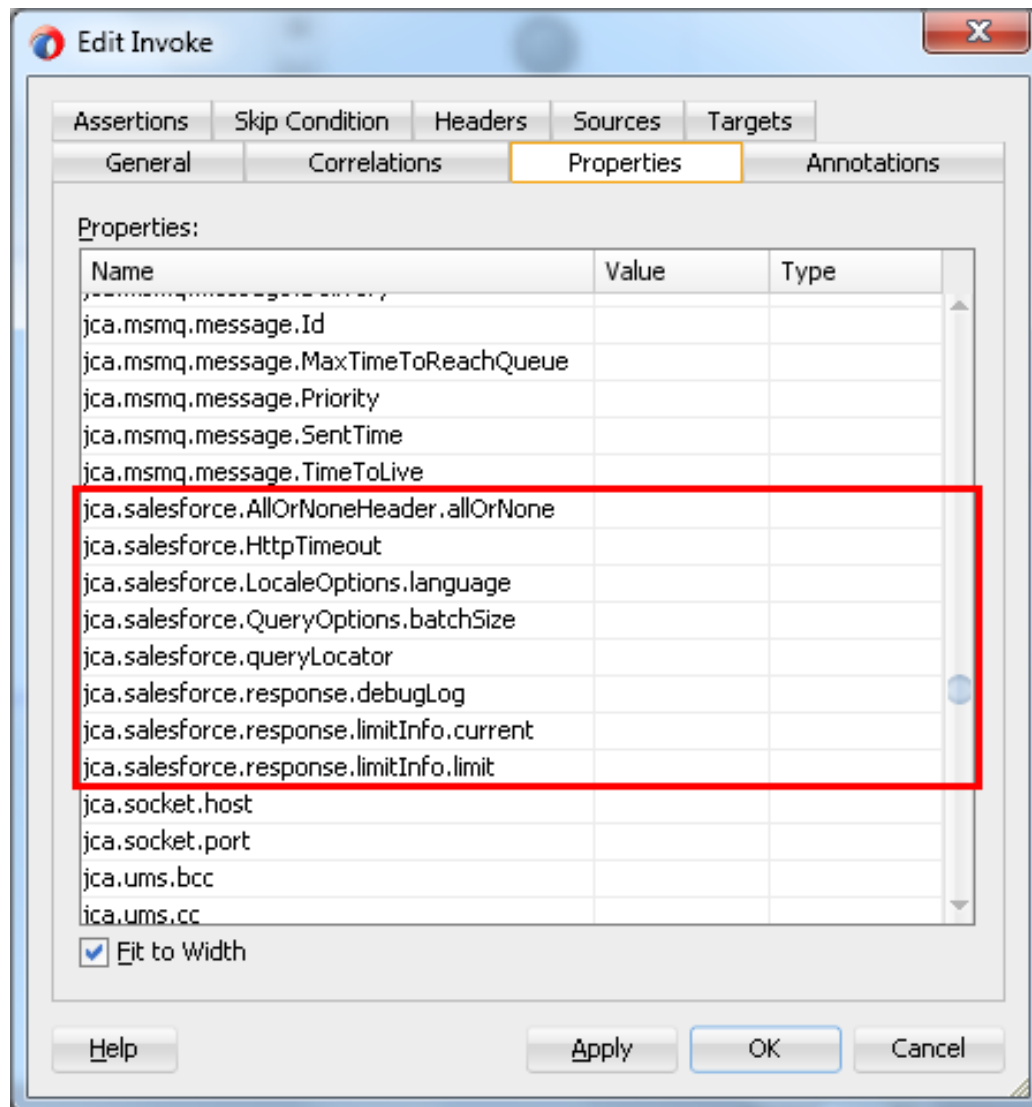 Edit Invoke
Assertions Skip Condition Headers Sources Targets
General Correlations Properties Annotations
Properties:
Name Value Type
jca.msmq.message.Id
jca.msmq.message.MaxTimeToReachQueue
jca.msmq.message.Priority
jca.msmq.message.SentTime
jca.msmq.message.TimeToLive
jca.salesforce.AllOrNoneHeader.allOrNone
jca.salesforce.HttpTimeout
jca.salesforce.LocaleOptions.language
jca.salesforce.QueryOptions.batchSize
jca.salesforce.queryLocator
jca.salesforce.response.debugLog
jca.salesforce.response.limitInfo.current
jca.salesforce.response.limitInfo.limit
jca.socket.host
jca.socket.port
jca.ums.bcc
jca.ums.cc
Fit to Width
Help Apply OK Cancel